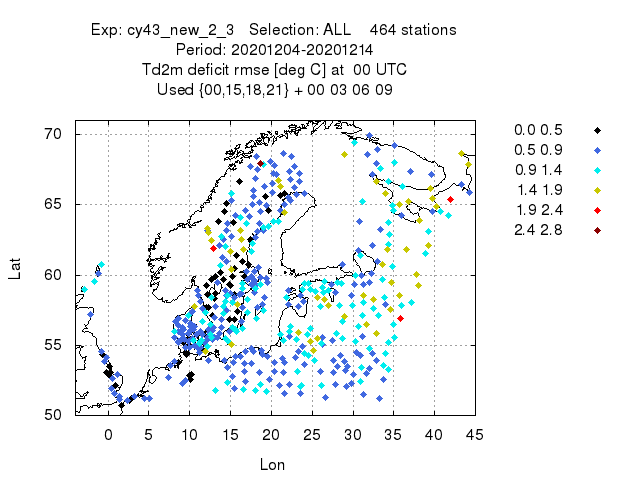 Exp: cy43_new_2_3 Selection: ALL 464 stations
Period: 20201204-20201214
Td2m deficit rmse [deg C] at 00 UTC
Used {00,15,18,21} + 00 03 06 09
70
65
60
55
50
Lat
0 5 10 15 20 25 30 35 40 45
Lon
0.0 0.5
0.5 0.9
0.9 1.4
1.4 1.9
1.9 2.4
2.4 2.8